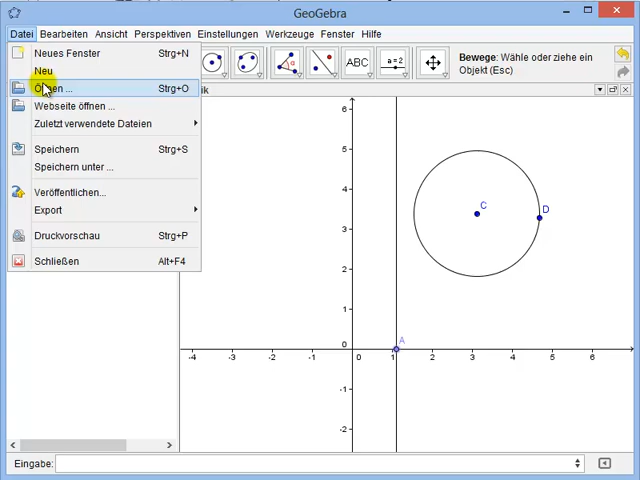 GeoGebra
Datei Bearbeiten Ansicht Perspektiven Einstellungen Werkzeuge Fenster Hilfe
Neues Fenster Strg+N
Neu
Öffnen ... Strg+O
Webseite öffnen ...
Zuletzt verwendete Dateien
Speichern Strg+S
Speichern unter ...
Veröffentlichen...
Export
Druckvorschau Strg+P
Schließen Alt+F4
ABC
a = 2
Bewege: Wähle oder ziehe ein
Objekt (Esc)
ik
6
5
4
3
2
1
0
-1
-2
-4 -3 -2 -1 0 1 2 3 4 5 6
C
D
A
α
Eingabe: